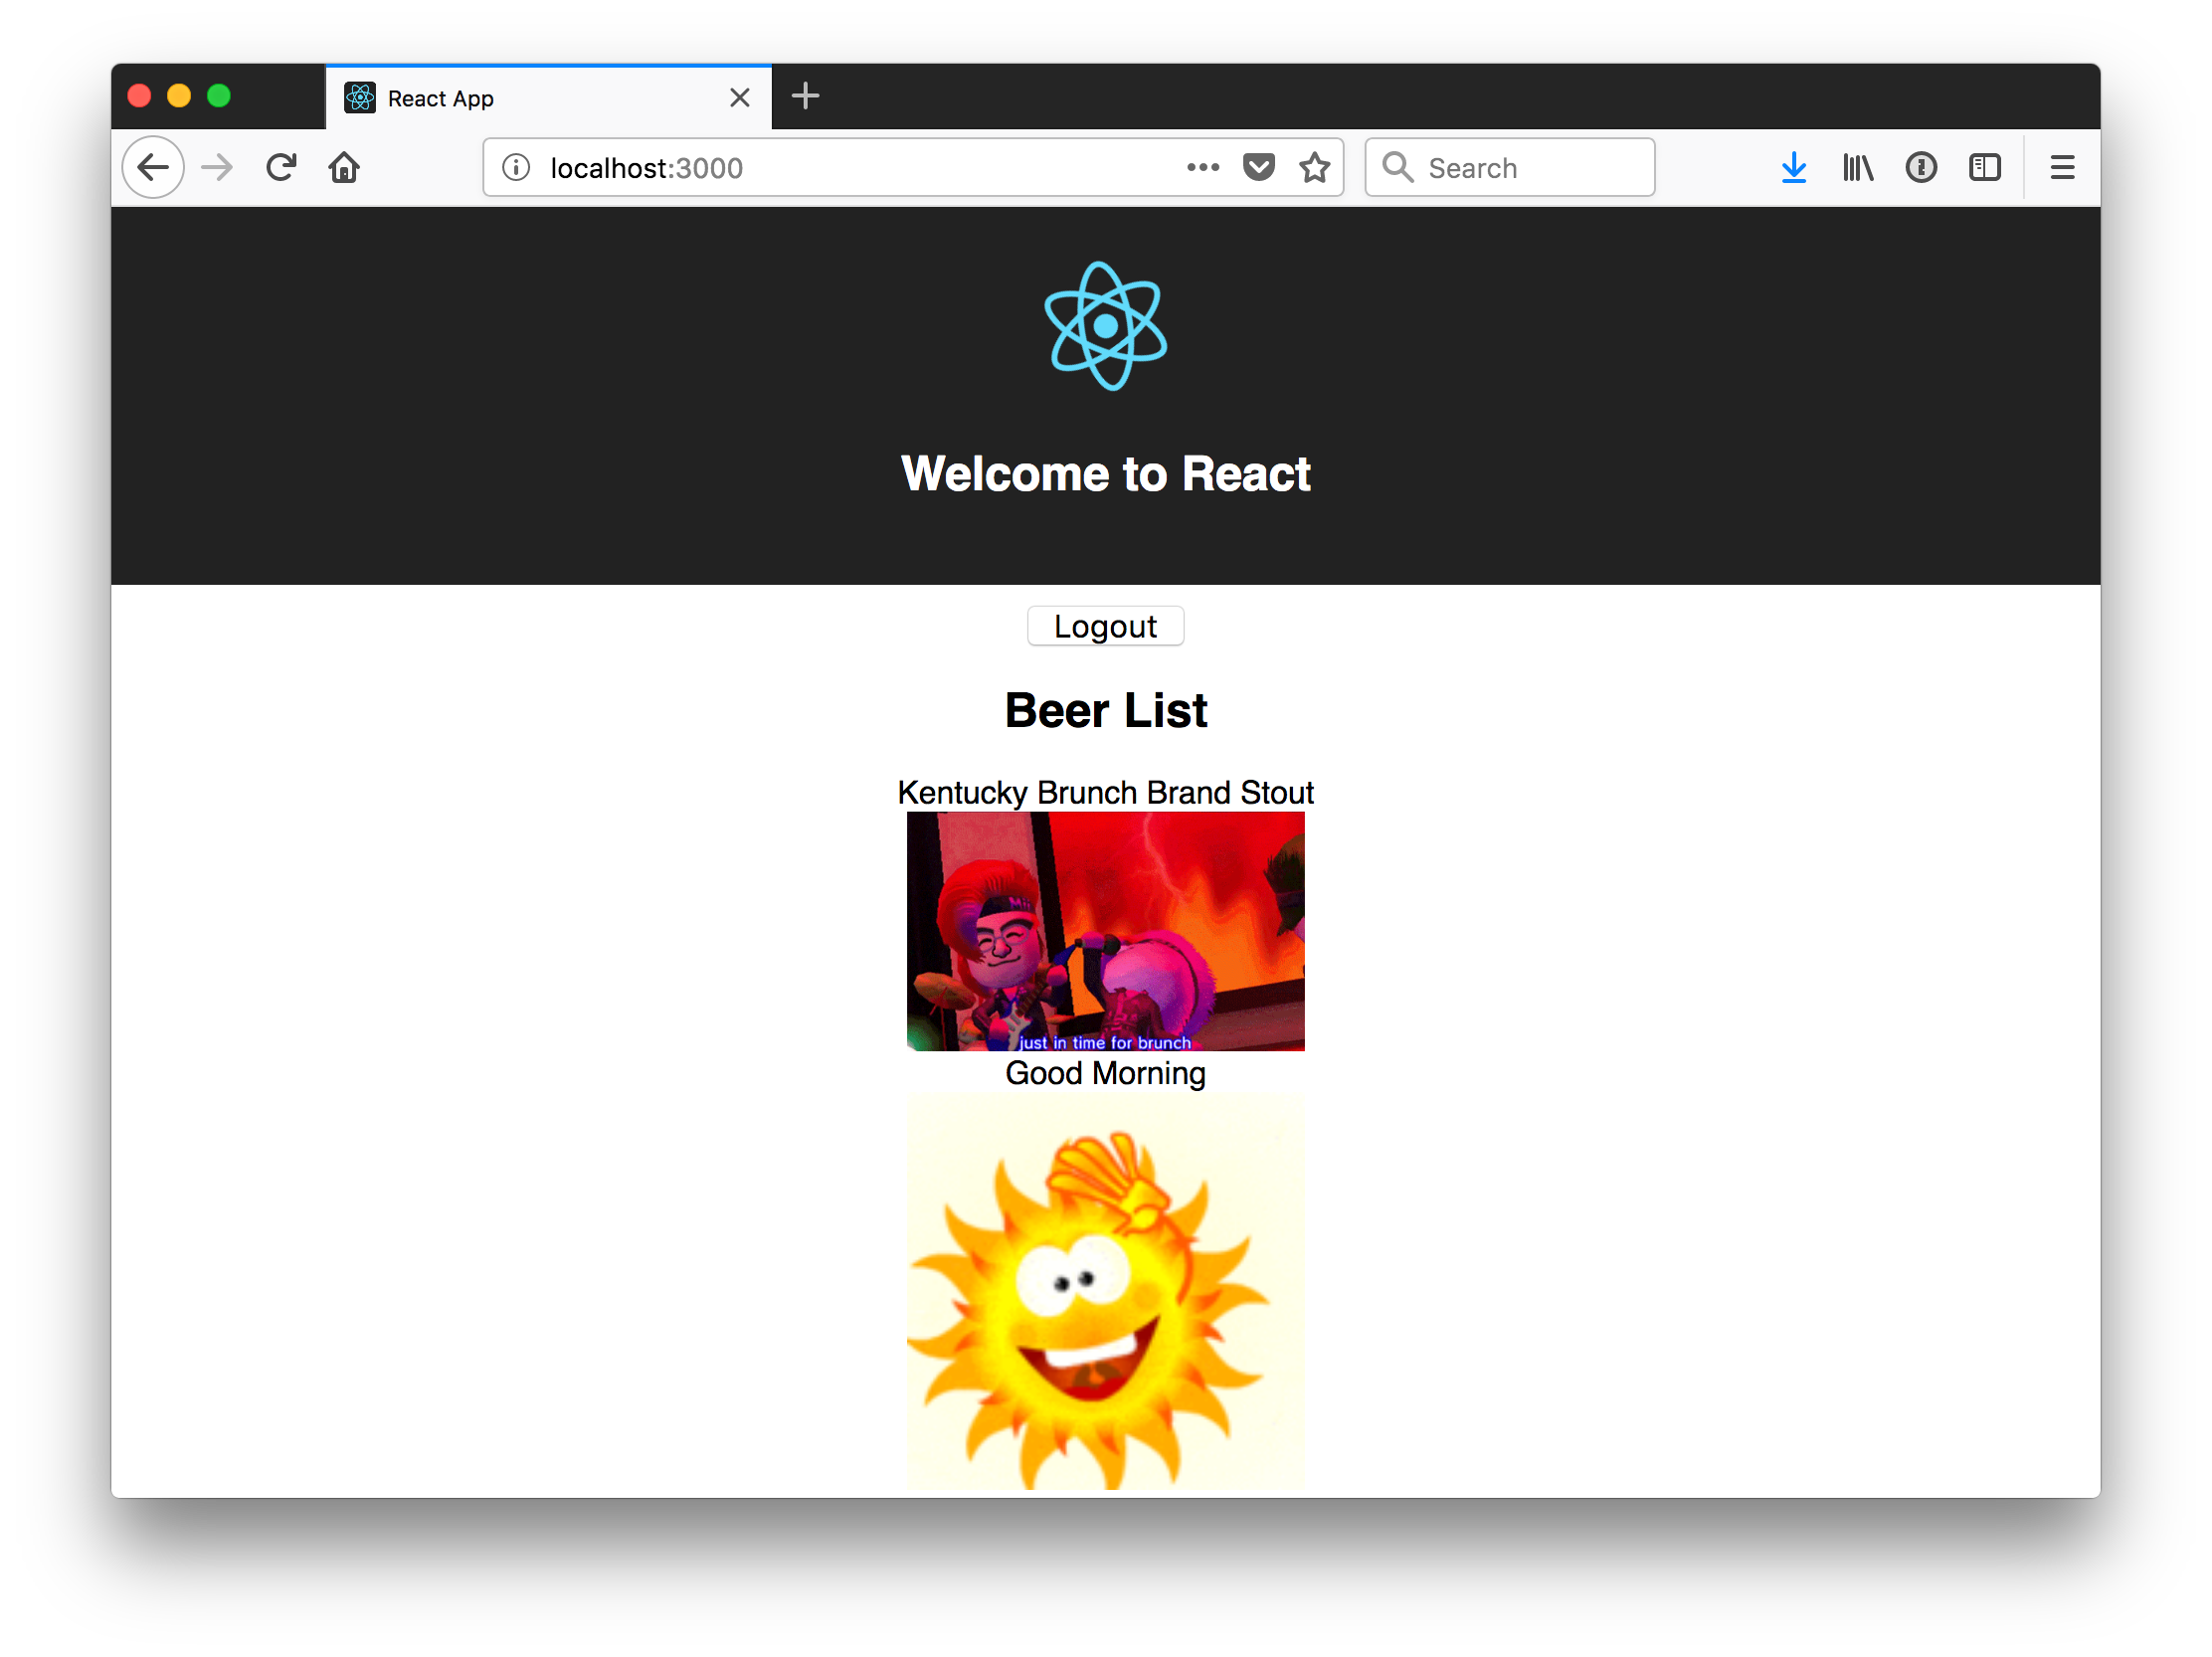 React App
localhost:3000
Search
Welcome to React
Logout
Beer List
Kentucky Brunch Brand Stout
Mii
just in time for brunch
Good Morning